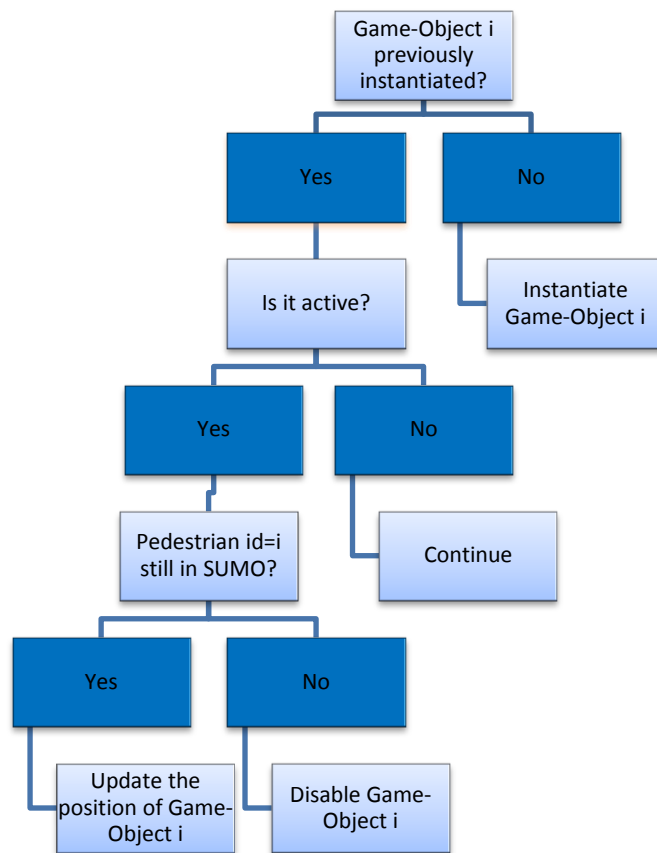 Game-Object i
previously
instantiated?
Yes
No
Is it active?
Instantiate
Game-Object i
Yes
No
Pedestrian id=i
still in SUMO?
Continue
Yes
No
Update the
position of Game-
Object i
Disable Game-
Object i